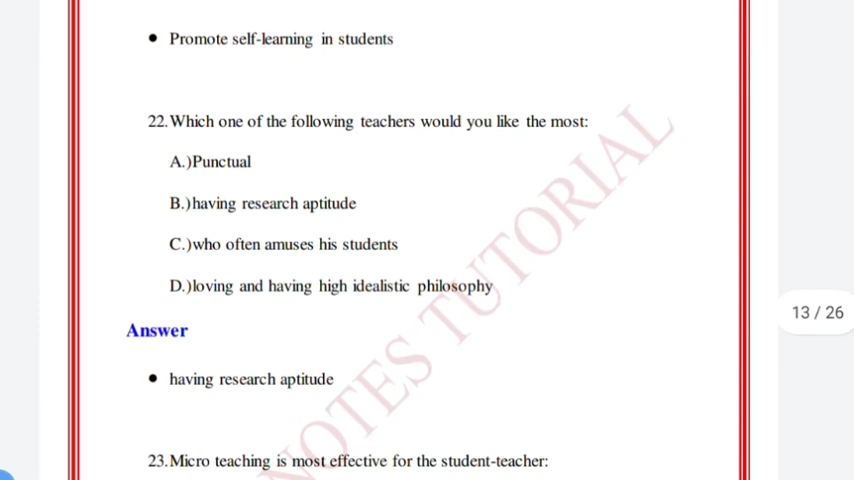 Promote self-learning in students
22.Which one of the following teachers would you like the most:
A.)Punctual
B.)having research aptitude
C.)who often amuses his students
D.)loving and having high idealistic philosophy
Answer
having research aptitude
23.Micro teaching is most effective for the student-teacher:
13 / 26
NOTES TUTORIAL